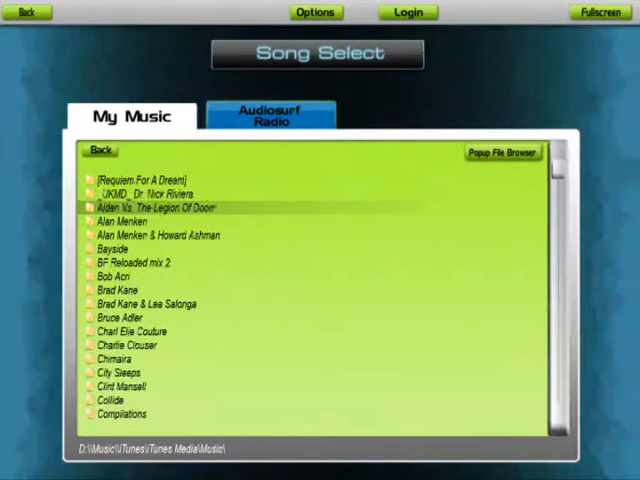 Back
Options
Login
Fullscreen
Song Select
My Music
Audiosurf
Radio
Back
Popup File Browser
[Requiem For A Dream]
_UKMD_ Dr. Nick Riviera
Aiden Vs. The Legion Of Doom
Alan Menken
Alan Menken & Howard Ashman
Bayside
BF Reloaded mix 2
Bob Acri
Brad Kane
Brad Kane & Lea Salonga
Bruce Adler
Charl Elie Couture
Charlie Clouser
Chimaira
City Sleeps
Clint Mansell
Collide
Compilations
D:\\Music\iTunes\iTunes Media\Music\